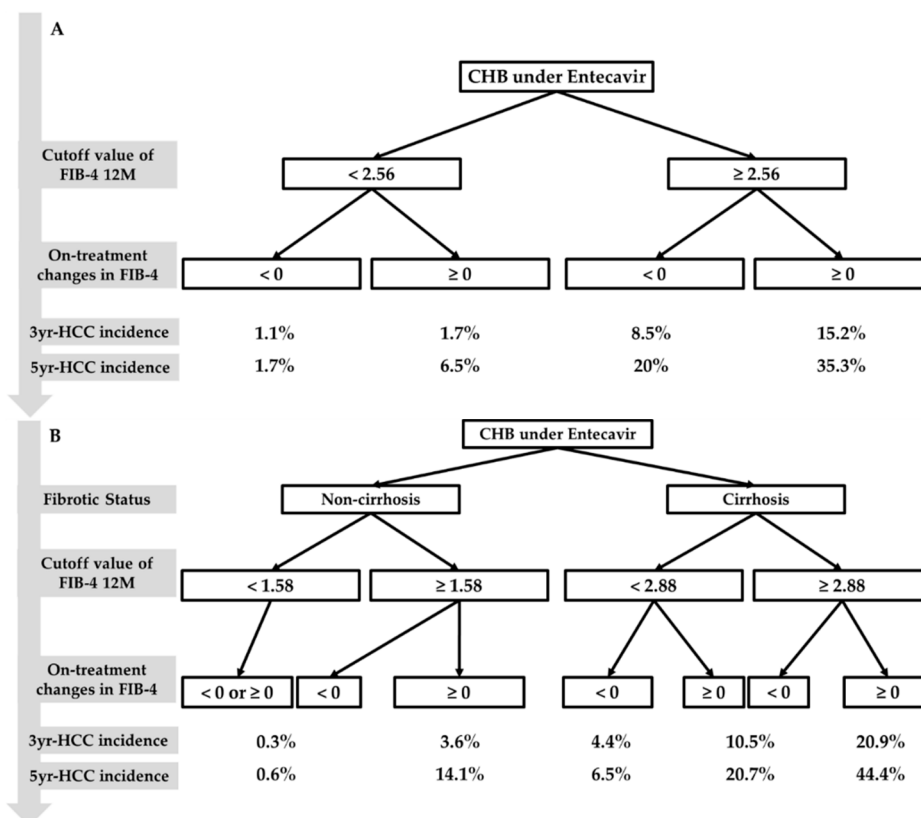 A
CHB under Entecavir
Cutoff value of
FIB-4 12M
< 2.56
≥ 2.56
On-treatment
changes in FIB-4
< 0
≥ 0
< 0
≥ 0
3yr-HCC incidence
1.1%
1.7%
8.5%
15.2%
5yr-HCC incidence
1.7%
6.5%
20%
35.3%
B
CHB under Entecavir
Fibrotic Status
Non-cirrhosis
Cirrhosis
Cutoff value of
FIB-4 12M
< 1.58
≥ 1.58
< 2.88
≥ 2.88
On-treatment
changes in FIB-4
< 0 or ≥ 0
< 0
≥ 0
< 0
≥ 0
< 0
≥ 0
3yr-HCC incidence
0.3%
3.6%
4.4%
10.5%
20.9%
5yr-HCC incidence
0.6%
14.1%
6.5%
20.7%
44.4%